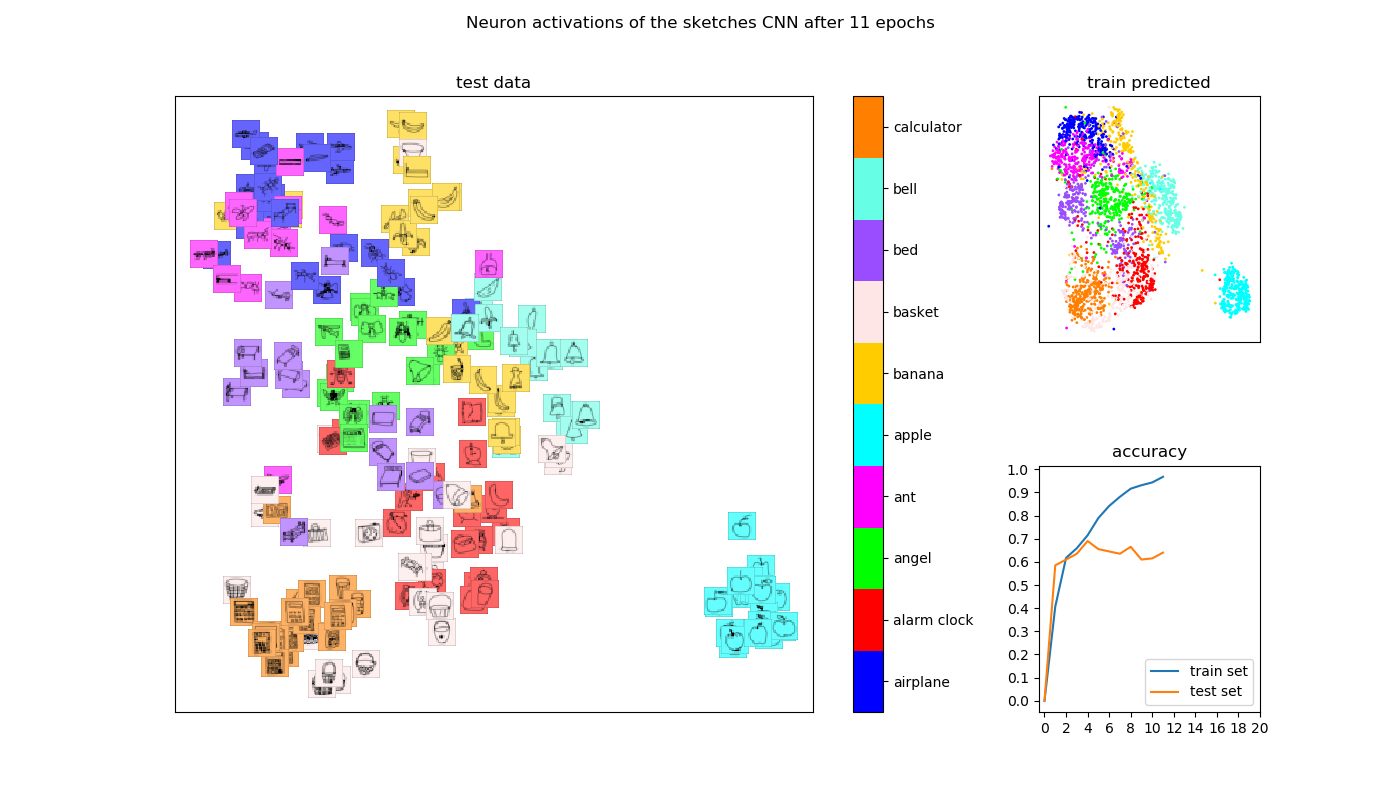 Neuron activations of the sketches CNN after 11 epochs
test data
calculator
bell
bed
basket
banana
apple
ant
angel
alarm clock
airplane
train predicted
accuracy
1.0
0.9
0.8
0.7
0.6
0.5
0.4
0.3
0.2
0.1
0.0
train set
test set
0 2 4 6 8 10 12 14 16 18 20